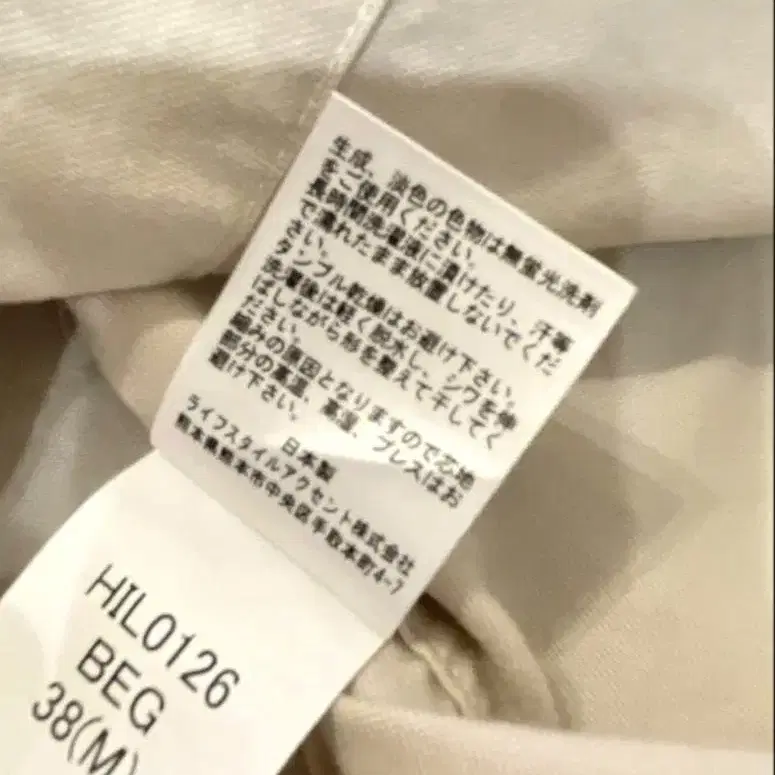 生成、淡色の色物は無蛍光洗剤
をご使用ください。
長時間洗濯液に漬けたり、汗等
で濡れたまま放置しないでくだ
さい。
タンブル乾燥はお避け下さい。
洗濯後は軽く脱水し、シワを伸
ばしながら形を整えて干してく
ださい。
縮みの原因となりますので芯地
部分の高温、高湿、プレスはお
避け下さい。
日本製
ライフスタイルアクセント株式会社
熊本県熊本市中央区手取本町4-7
HIL0126
BEG
38(M)